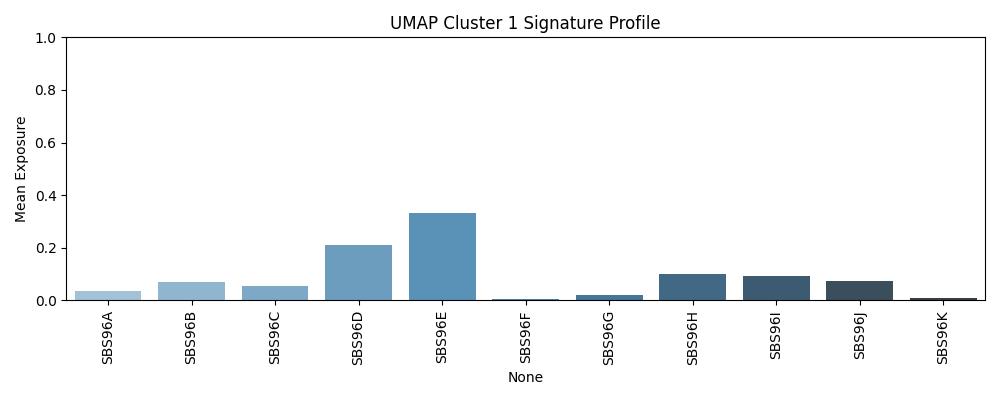 UMAP Cluster 1 Signature Profile
1.0
0.8
0.6
0.4
0.2
0.0
Mean Exposure
SBS96A
SBS96B
SBS96C
SBS96D
SBS96E
SBS96F
SBS96G
SBS96H
SBS96I
SBS96J
SBS96K
None